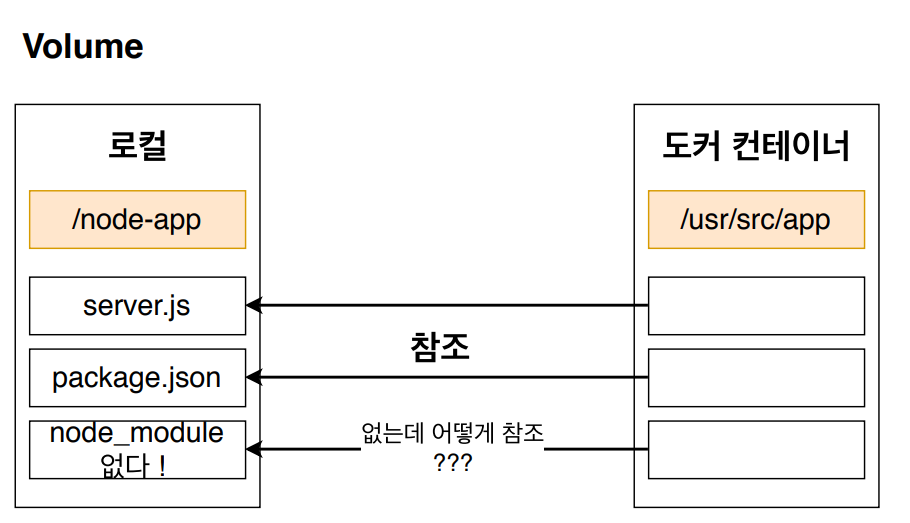 Volume
로컬
도커 컨테이너
/node-app
/usr/src/app
server.js
참조
package.json
node_module
없다 !
없는데 어떻게 참조
???